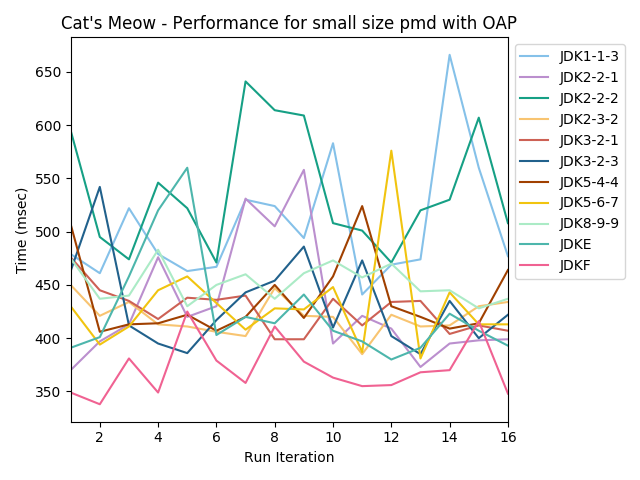 Cat's Meow - Performance for small size pmd with OAP
650
600
550
500
450
400
350
Time (msec)
2
4
6
8
10
12
14
16
Run Iteration
JDK1-1-3
JDK2-2-1
JDK2-2-2
JDK2-3-2
JDK3-2-1
JDK3-2-3
JDK5-4-4
JDK5-6-7
JDK8-9-9
JDKE
JDKF